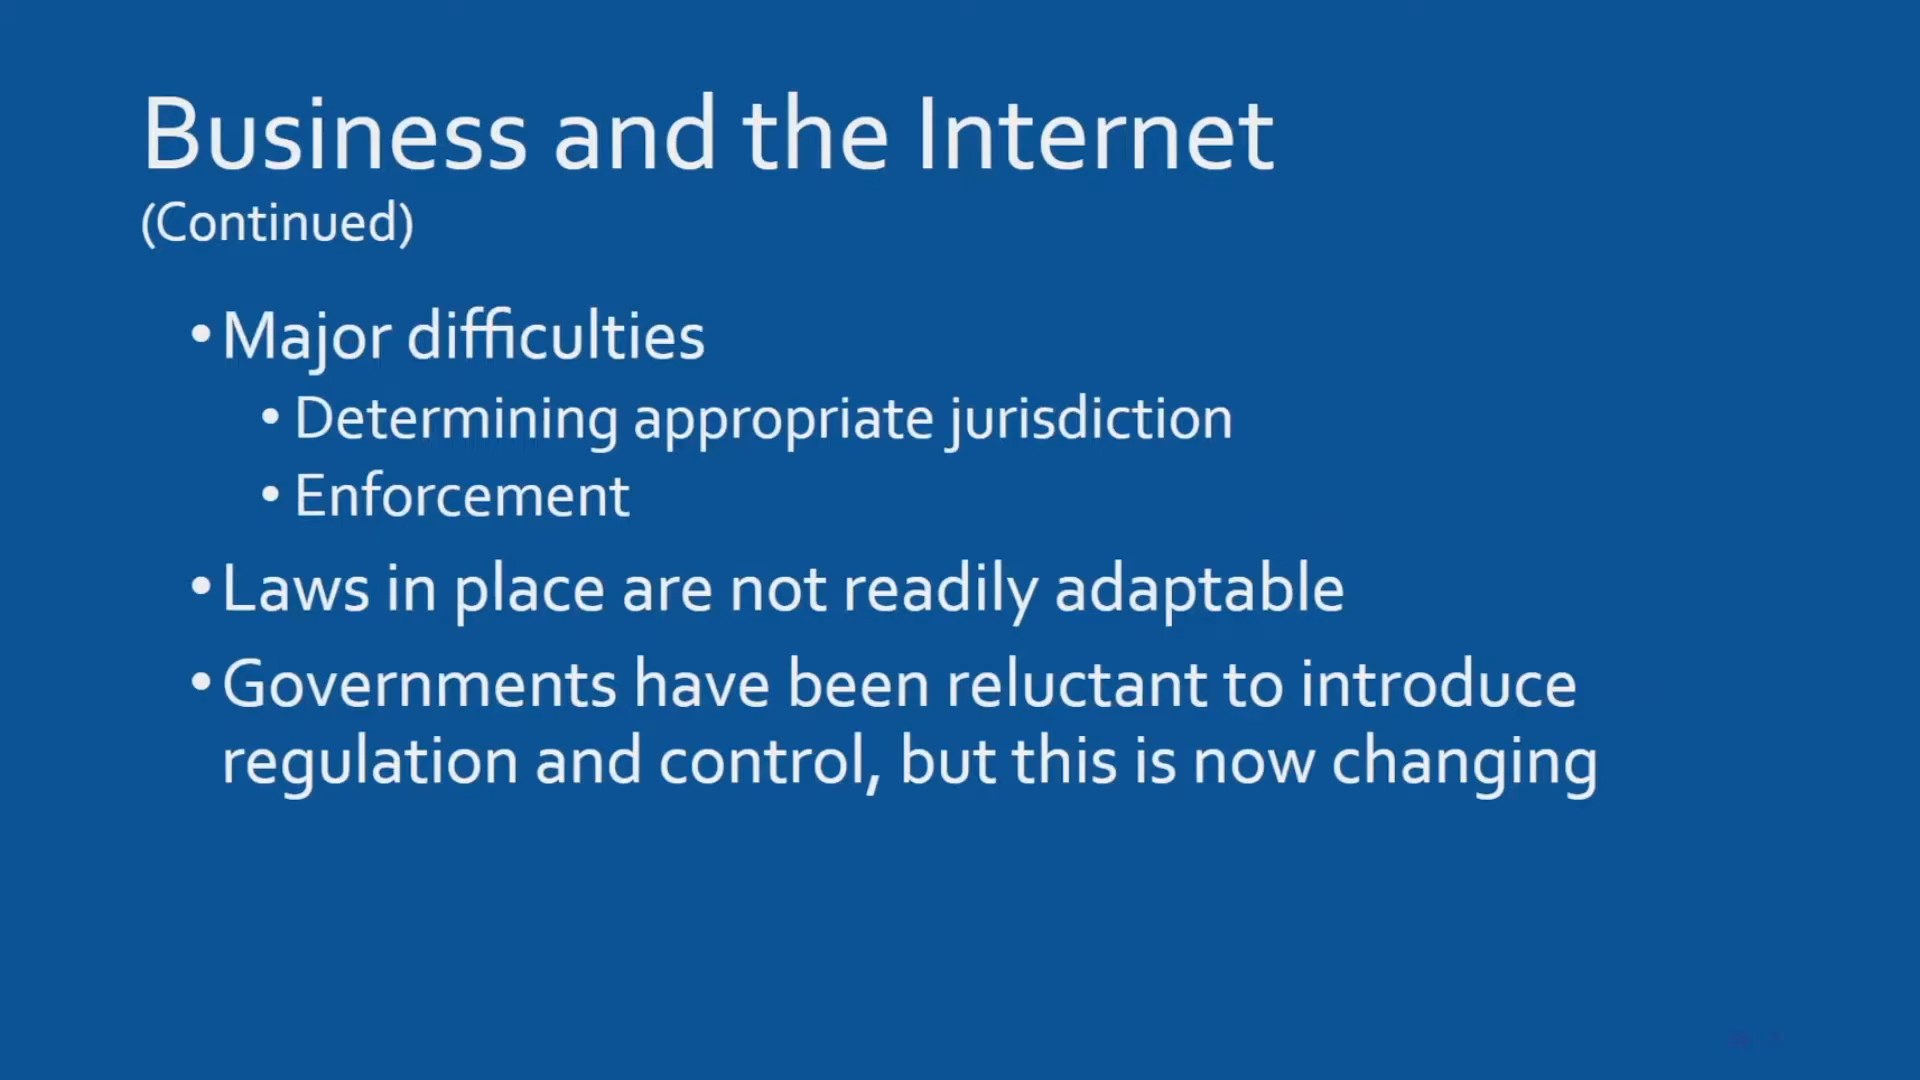 Business and the Internet
(Continued)
• Major difficulties
• Determining appropriate jurisdiction
• Enforcement
• Laws in place are not readily adaptable
• Governments have been reluctant to introduce
regulation and control, but this is now changing